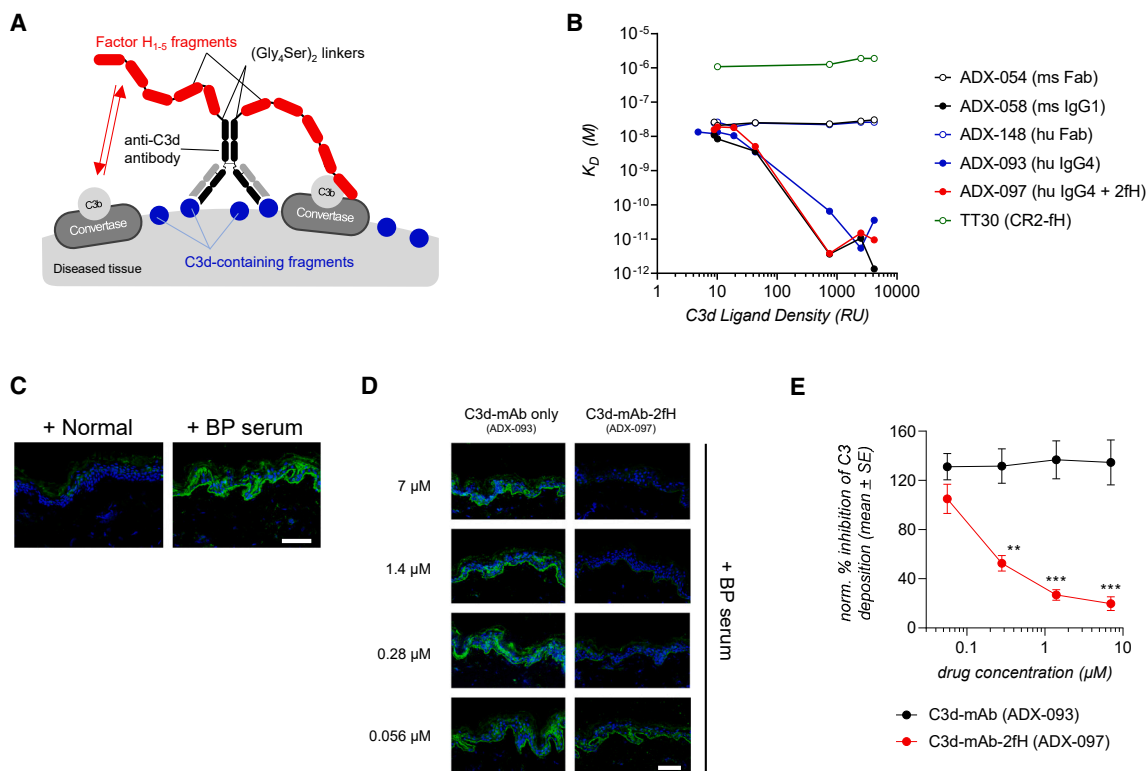 A
Factor H1-5 fragments
(Gly4Ser)2 linkers
anti-C3d
antibody
C3b
Convertase
C3b
Convertase
Diseased tissue
C3d-containing fragments
B
KD (M)
10-5
10-6
10-7
10-8
10-9
10-10
10-11
10-12
1
10
100
1000
10000
C3d Ligand Density (RU)
ADX-054 (ms Fab)
ADX-058 (ms IgG1)
ADX-148 (hu Fab)
ADX-093 (hu IgG4)
ADX-097 (hu IgG4 + 2fH)
TT30 (CR2-fH)
C
+ Normal
+ BP serum
D
C3d-mAb only
(ADX-093)
C3d-mAb-2fH
(ADX-097)
7 µM
1.4 µM
0.28 µM
0.056 µM
+ BP serum
E
norm. % inhibition of C3
deposition (mean ± SE)
160
120
80
40
0
**
***
***
0.1
1
10
drug concentration (µM)
C3d-mAb (ADX-093)
C3d-mAb-2fH (ADX-097)